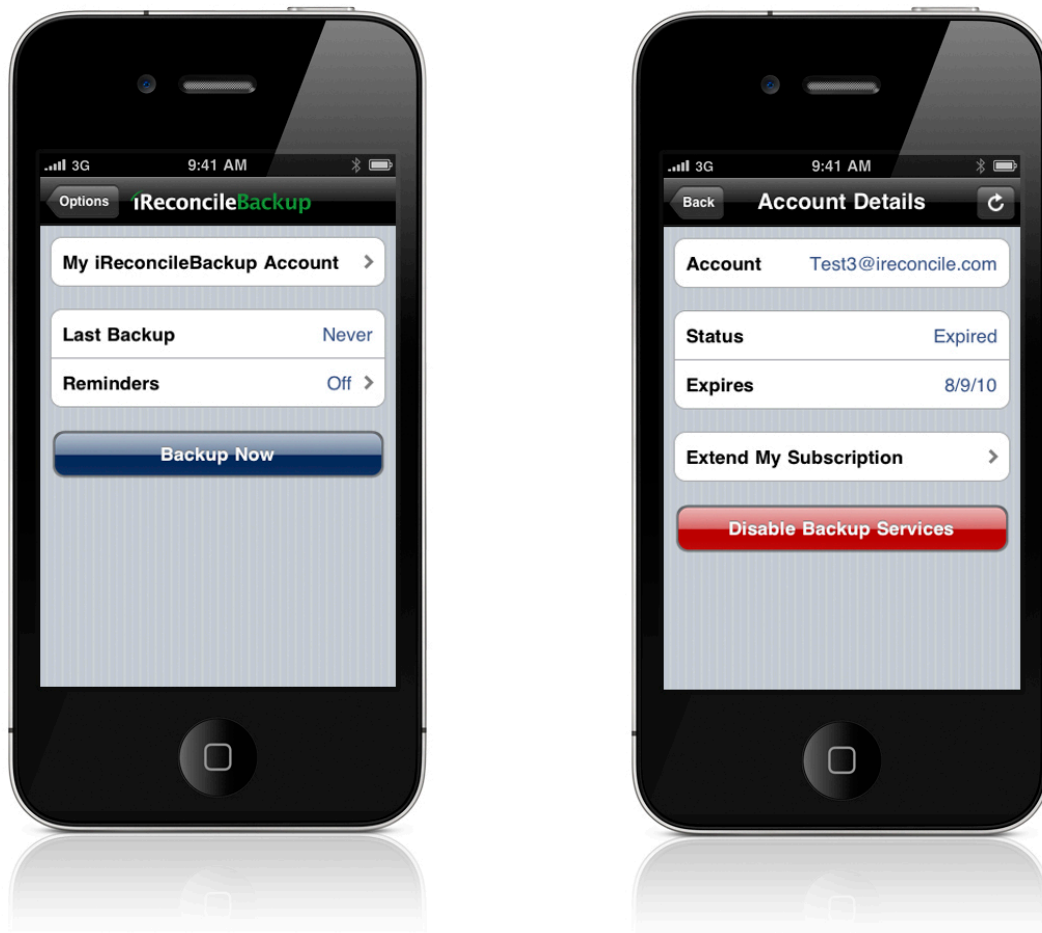 3G 9:41 AM
Options iReconcileBackup
My iReconcileBackup Account
Last Backup Never
Reminders Off
Backup Now
3G 9:41 AM
Back Account Details
Account Test3@ireconcile.com
Status Expired
Expires 8/9/10
Extend My Subscription
Disable Backup Services